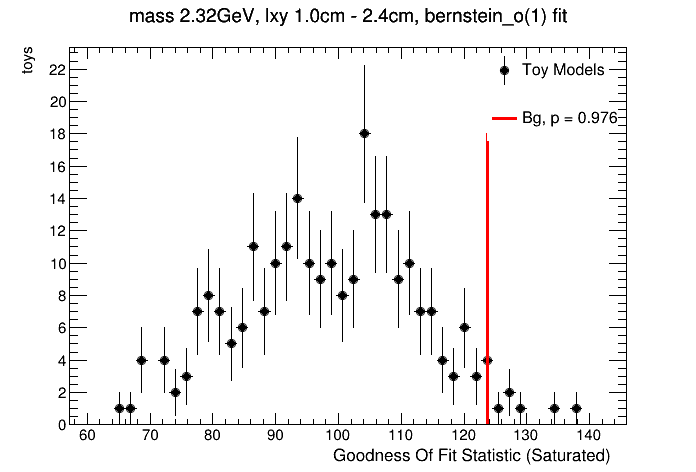 mass 2.32GeV, lxy 1.0cm - 2.4cm, bernstein_o(1) fit
toys
Toy Models
Bg, p = 0.976
22
20
18
16
14
12
10
8
6
4
2
0
60 70 80 90 100 110 120 130 140
Goodness Of Fit Statistic (Saturated)